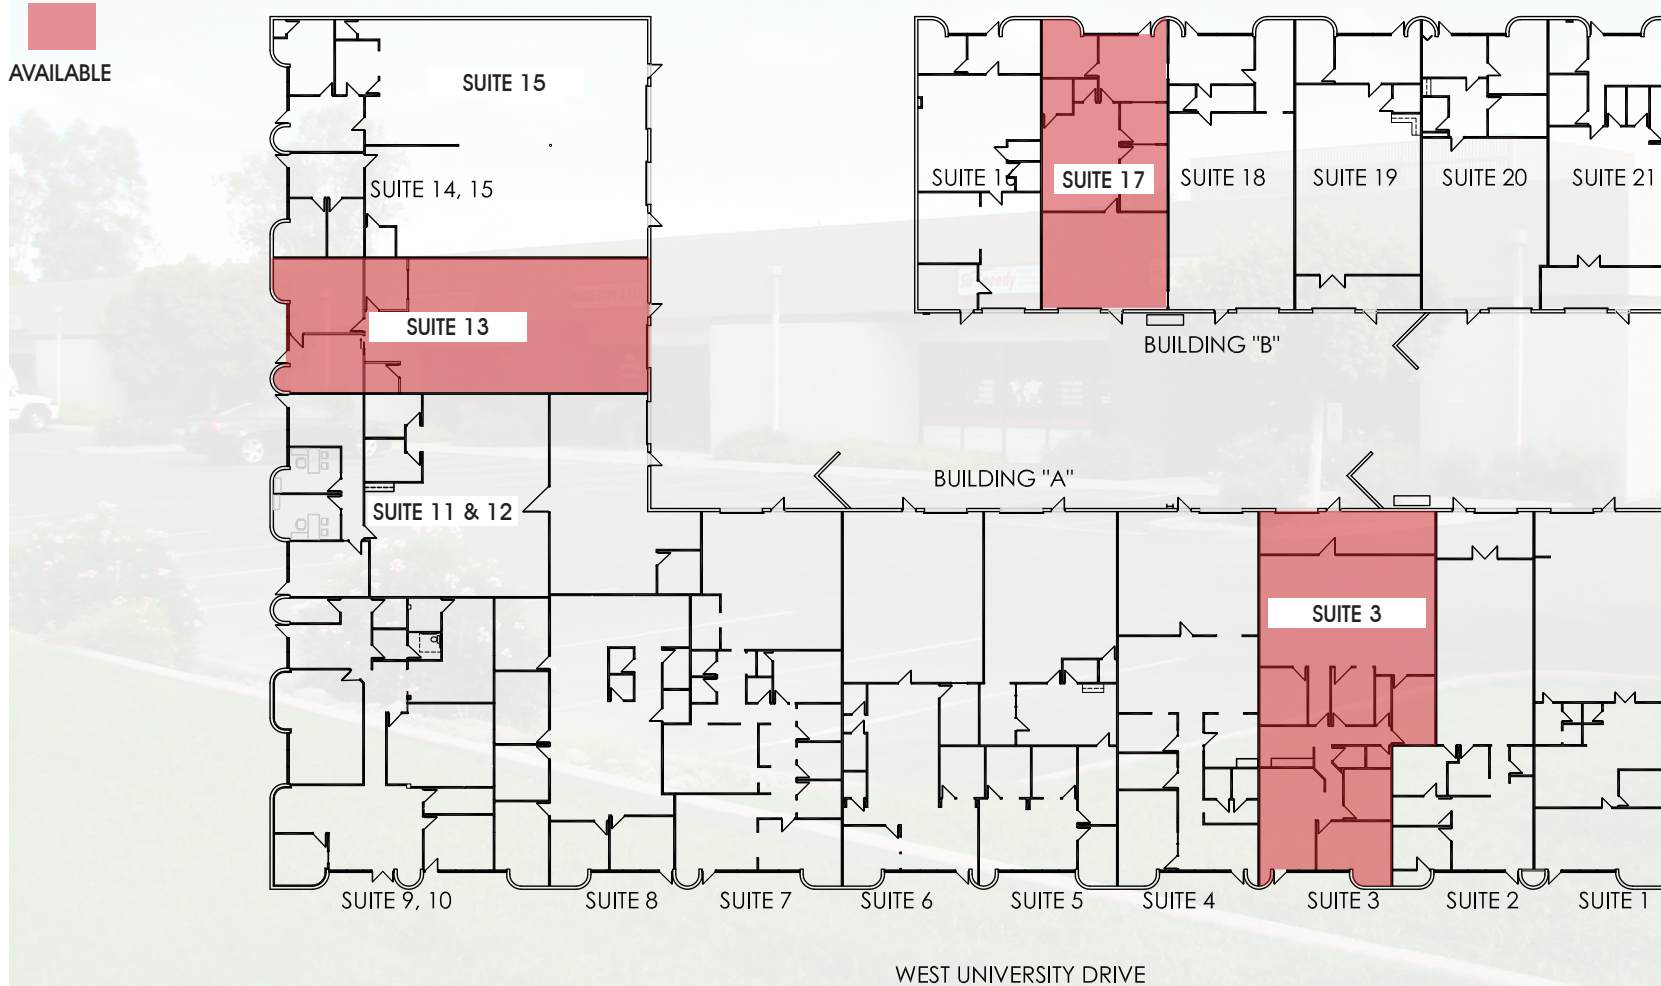 AVAILABLE
SUITE 15
SUITE 14, 15
SUITE 16
SUITE 17
SUITE 18
SUITE 19
SUITE 20
SUITE 21
SUITE 13
BUILDING "B"
BUILDING "A"
SUITE 11 & 12
SUITE 3
SUITE 9, 10
SUITE 8
SUITE 7
SUITE 6
SUITE 5
SUITE 4
SUITE 3
SUITE 2
SUITE 1
WEST UNIVERSITY DRIVE